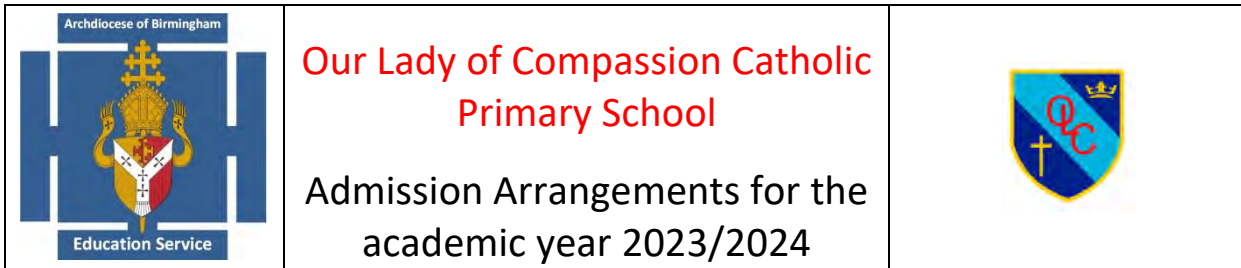 Archdiocese of Birmingham
Education Service
Our Lady of Compassion Catholic
Primary School
Admission Arrangements for the
academic year 2023/2024
OLC